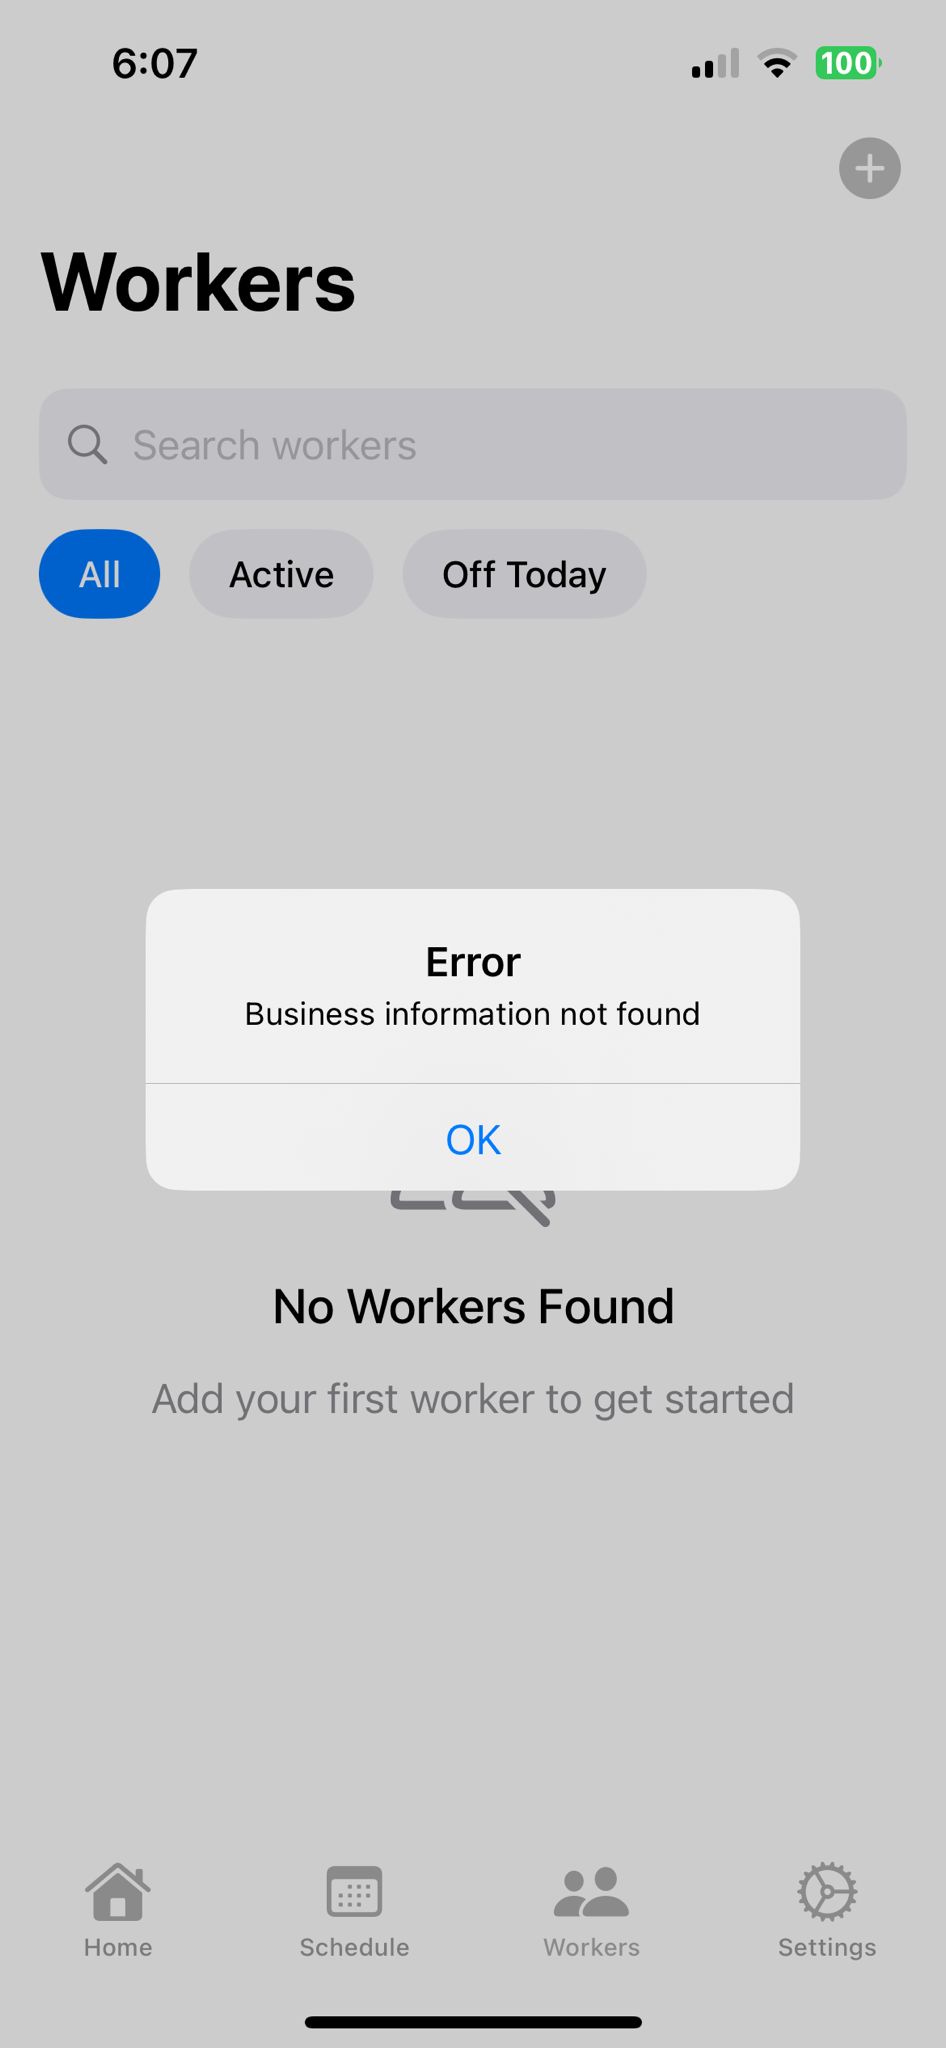 6:07
100
Workers
Search workers
All
Active
Off Today
Error
Business information not found
OK
No Workers Found
Add your first worker to get started
Home
Schedule
Workers
Settings